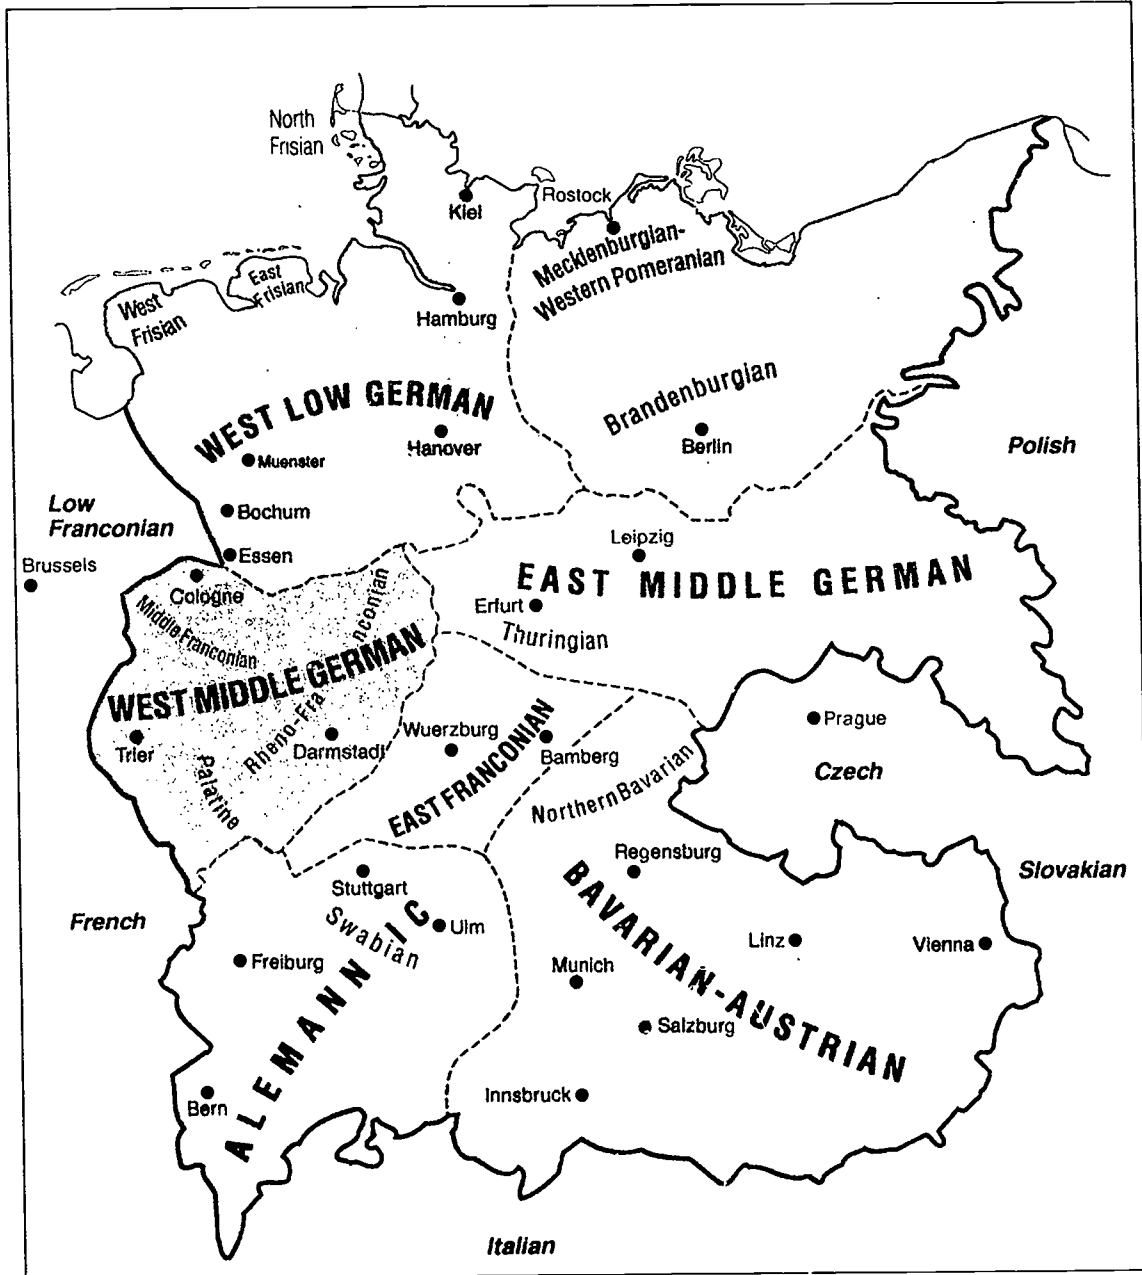 North
Frisian
Rostock
Kiel
Mecklenburgian-
Western Pomeranian
East
Frisian
West
Frisian
Hamburg
WEST LOW GERMAN
Brandenburgian
Hanover
Berlin
Muenster
Polish
Low
Franconian
Bochum
Essen
Leipzig
Brussels
EAST MIDDLE GERMAN
Cologne
Middle Franconian
Erfurt
Thuringian
WEST MIDDLE GERMAN
Rheno-Franconian
Trier
Darmstadt
Palatine
Wuerzburg
EAST FRANCONIAN
Bamberg
Northern Bavarian
Prague
Czech
Regensburg
Slovakian
Stuttgart
Swabian
Ulm
French
BAVARIAN-AUSTRIAN
Linz
Vienna
Freiburg
Munich
Salzburg
ALEMANNIC
Bern
Innsbruck
Italian